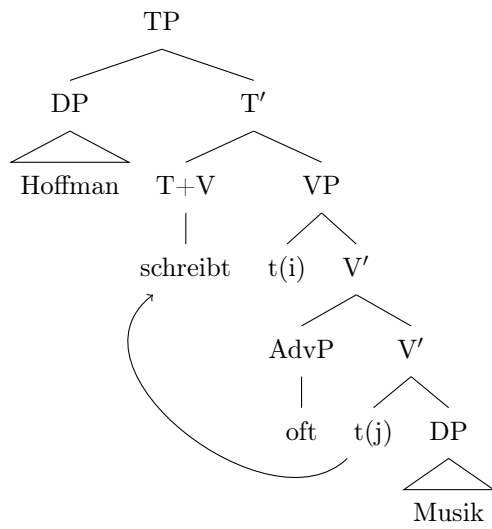 TP
DP T′
Hoffman T+V VP
schreibt t(i) V′
AdvP V′
oft t(j) DP
Musik